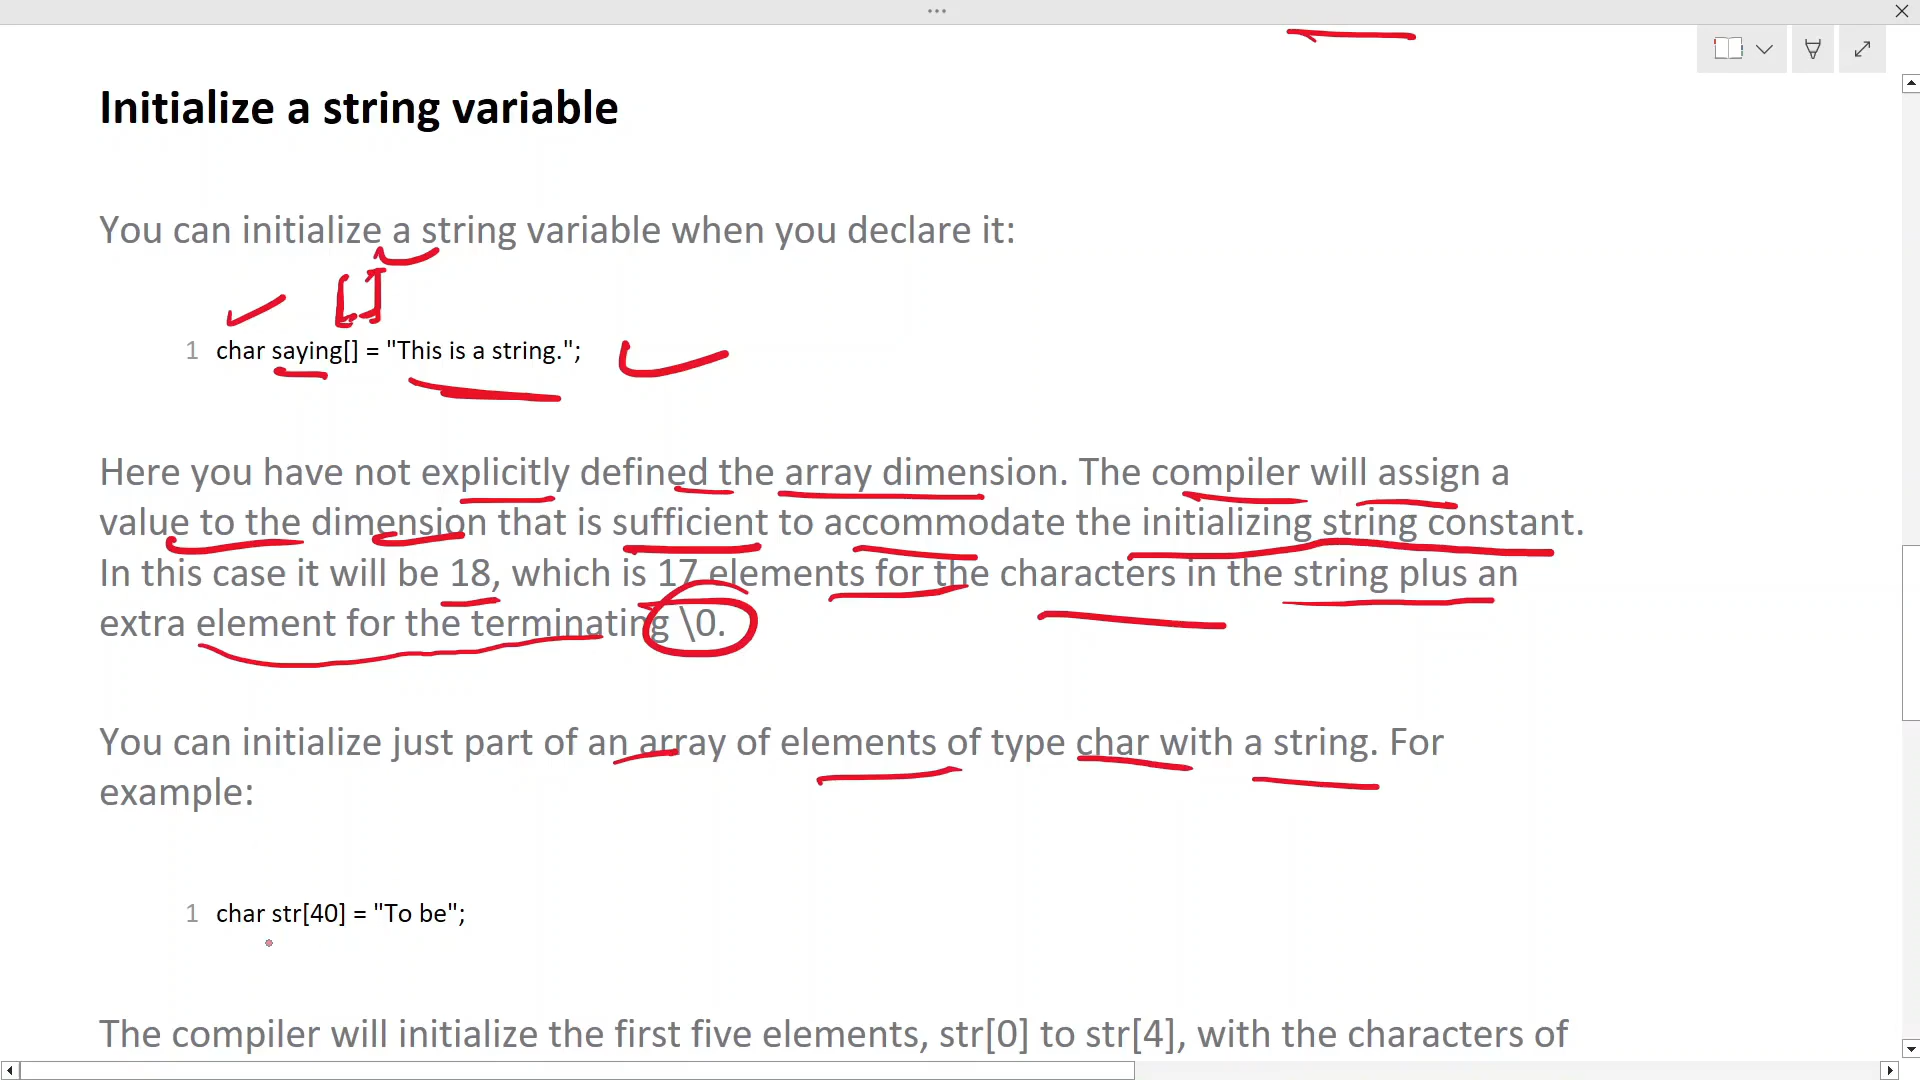 Initialize a string variable
You can initialize a string variable when you declare it:
[ ]
1 char saying[] = "This is a string.";
Here you have not explicitly defined the array dimension. The compiler will assign a
value to the dimension that is sufficient to accommodate the initializing string constant.
In this case it will be 18, which is 17 elements for the characters in the string plus an
extra element for the terminating \0.
You can initialize just part of an array of elements of type char with a string. For
example:
1 char str[40] = "To be";
The compiler will initialize the first five elements, str[0] to str[4], with the characters of